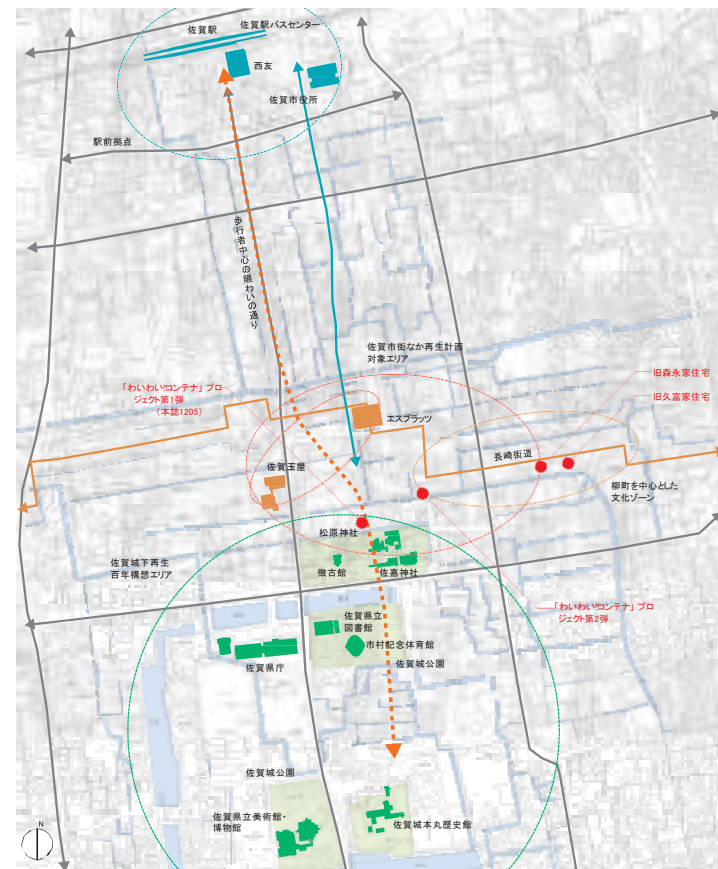 佐賀駅
佐賀駅バスセンター
西友
佐賀市役所
駅前拠点
歩行者中心の賑わいの通り
佐賀市街なか再生計画
対象エリア
「わいわい!!コンテナ」プロ
ジェクト第1弾
(本誌1205)
旧森永家住宅
旧久富家住宅
エスプラッツ
長崎街道
佐賀玉屋
柳町を中心とした
文化ゾーン
松原神社
佐賀城下再生
百年構想エリア
徴古館
佐嘉神社
「わいわい!!コンテナ」プロ
ジェクト第2弾
佐賀県立
図書館
市村記念体育館
佐賀県庁
佐賀城公園
佐賀城公園
佐賀県立美術館・
博物館
佐賀城本丸歴史館
N